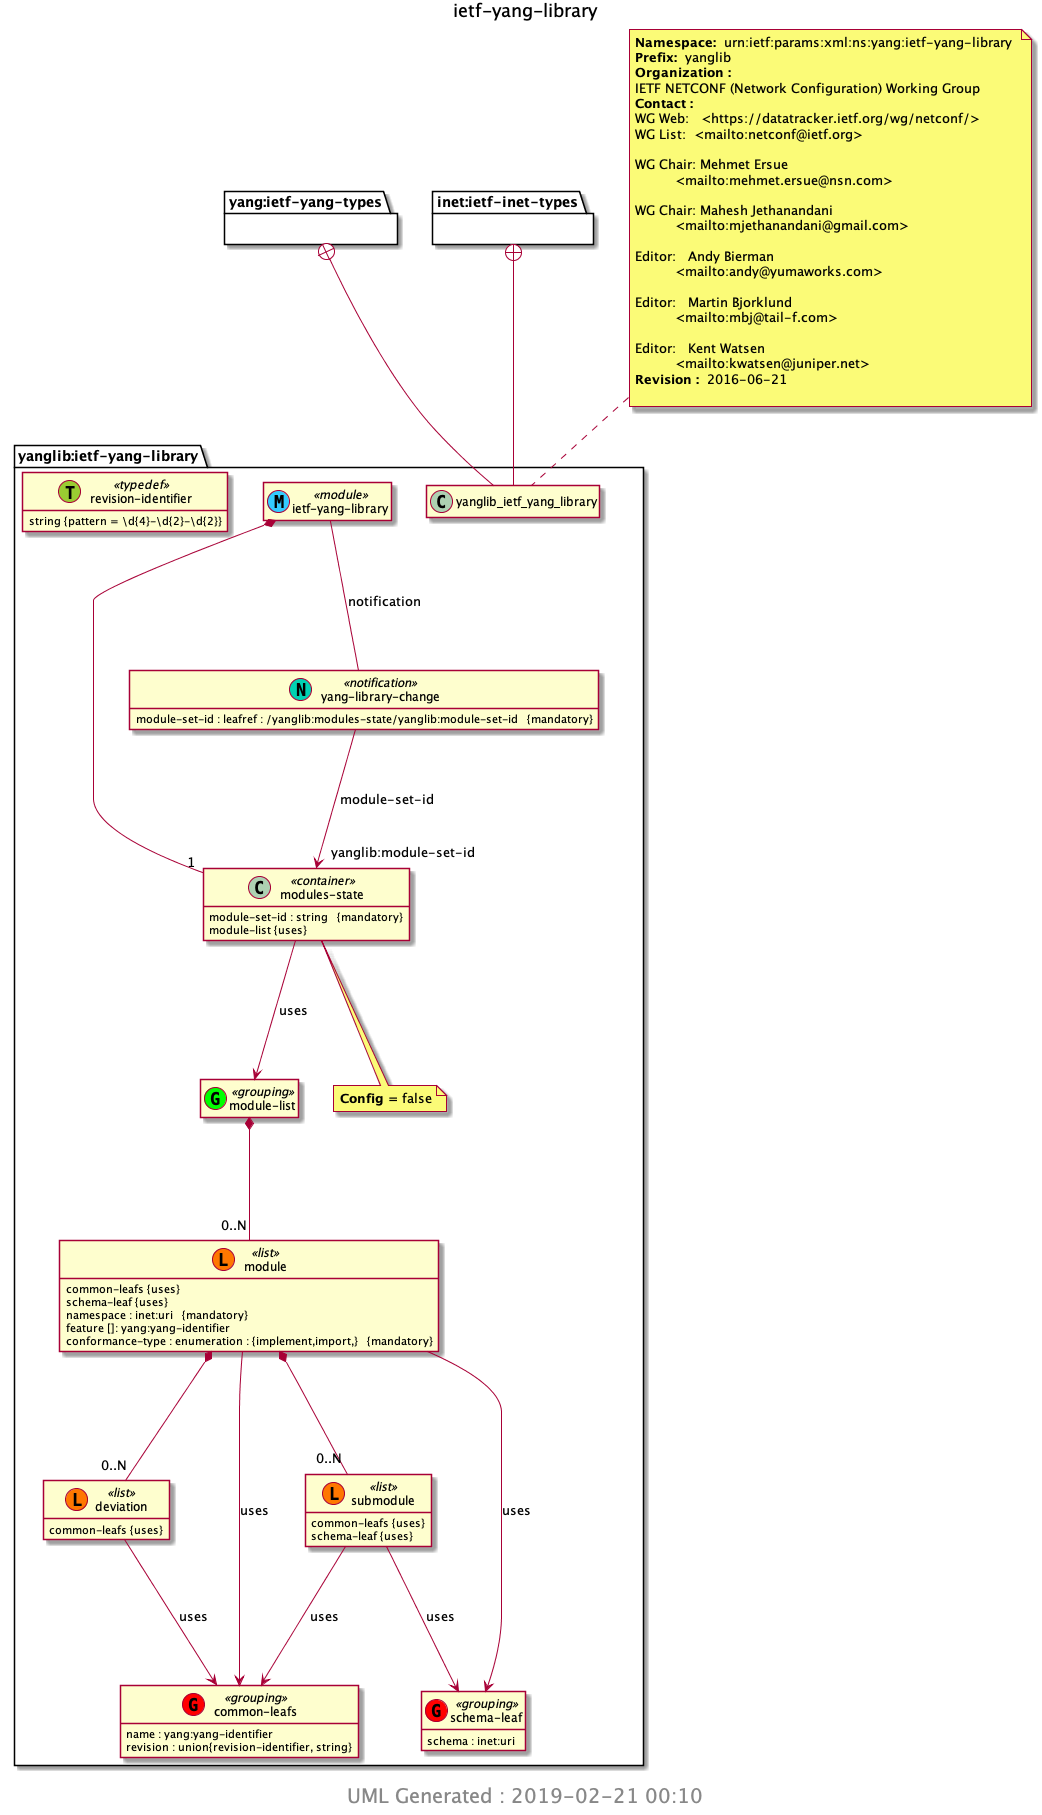 ietf-yang-library
Namespace: urn:ietf:params:xml:ns:yang:ietf-yang-library
Prefix: yanglib
Organization :
IETF NETCONF (Network Configuration) Working Group
Contact :
WG Web: <https://datatracker.ietf.org/wg/netconf/>
WG List: <mailto:netconf@ietf.org>
WG Chair: Mehmet Ersue
<mailto:mehmet.ersue@nsn.com>
WG Chair: Mahesh Jethanandani
<mailto:mjethanandani@gmail.com>
Editor: Andy Bierman
<mailto:andy@yumaworks.com>
Editor: Martin Bjorklund
<mailto:mbj@tail-f.com>
Editor: Kent Watsen
<mailto:kwatsen@juniper.net>
Revision : 2016-06-21
yang:ietf-yang-types
inet:ietf-inet-types
yanglib:ietf-yang-library
T
«typedef»
revision-identifier
string {pattern = \d{4}-\d{2}-\d{2}}
M
«module»
ietf-yang-library
C
yanglib_ietf_yang_library
notification
N
«notification»
yang-library-change
module-set-id : leafref : /yanglib:modules-state/yanglib:module-set-id {mandatory}
module-set-id
yanglib:module-set-id
1
C
«container»
modules-state
module-set-id : string {mandatory}
module-list {uses}
uses
G
«grouping»
module-list
Config = false
0..N
L
«list»
module
common-leafs {uses}
schema-leaf {uses}
namespace : inet:uri {mandatory}
feature []: yang:yang-identifier
conformance-type : enumeration : {implement,import,} {mandatory}
0..N
0..N
L
«list»
deviation
common-leafs {uses}
uses
L
«list»
submodule
common-leafs {uses}
schema-leaf {uses}
uses
uses
uses
uses
G
«grouping»
common-leafs
name : yang:yang-identifier
revision : union{revision-identifier, string}
G
«grouping»
schema-leaf
schema : inet:uri
UML Generated : 2019-02-21 00:10